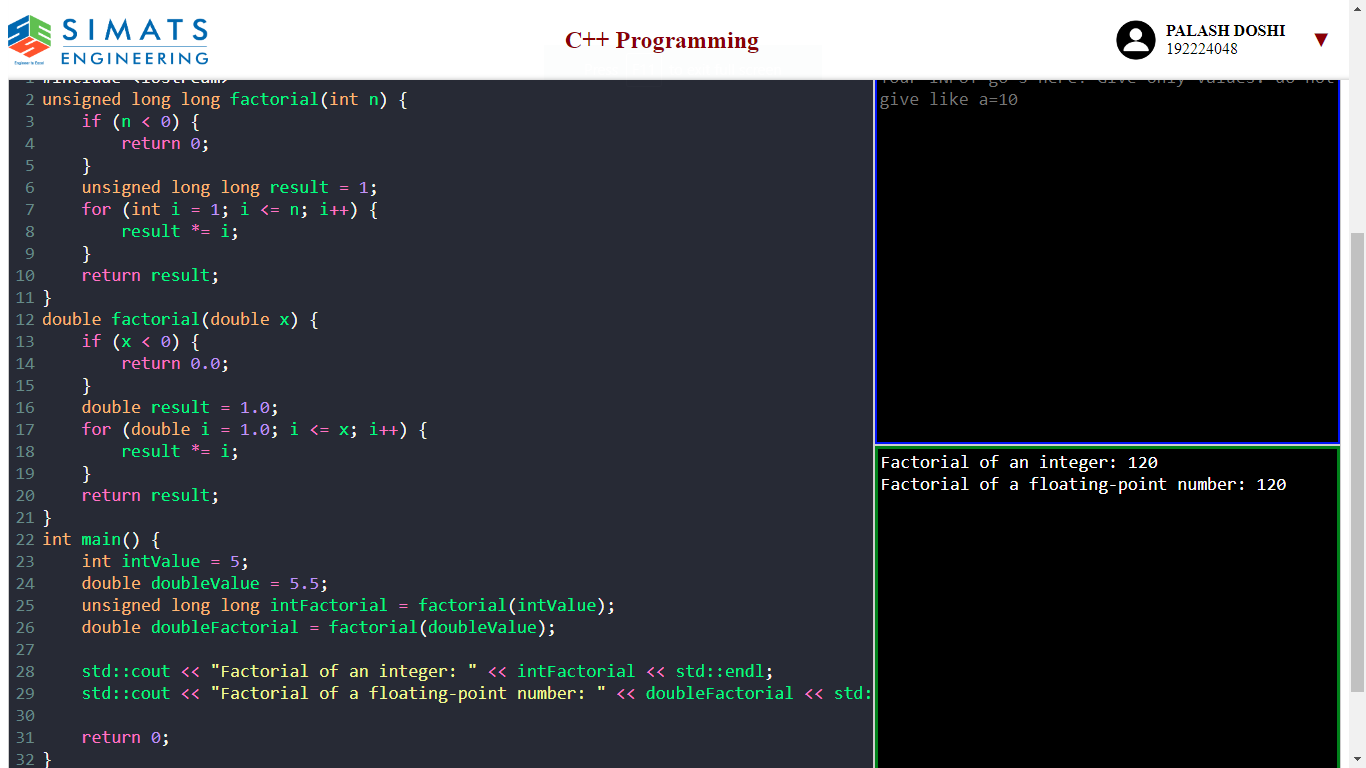 SIMATS
ENGINEERING
Engineer to Excel
C++ Programming
PALASH DOSHI
192224048
▼
1 #include <iostream>
2 unsigned long long factorial(int n) {
3     if (n < 0) {
4         return 0;
5     }
6     unsigned long long result = 1;
7     for (int i = 1; i <= n; i++) {
8         result *= i;
9     }
10     return result;
11 }
12 double factorial(double x) {
13     if (x < 0) {
14         return 0.0;
15     }
16     double result = 1.0;
17     for (double i = 1.0; i <= x; i++) {
18         result *= i;
19     }
20     return result;
21 }
22 int main() {
23     int intValue = 5;
24     double doubleValue = 5.5;
25     unsigned long long intFactorial = factorial(intValue);
26     double doubleFactorial = factorial(doubleValue);
27
28     std::cout << "Factorial of an integer: " << intFactorial << std::endl;
29     std::cout << "Factorial of a floating-point number: " << doubleFactorial << std:
30
31     return 0;
32 }
Your INPUT go's here. Give only values. do not
give like a=10
Factorial of an integer: 120
Factorial of a floating-point number: 120